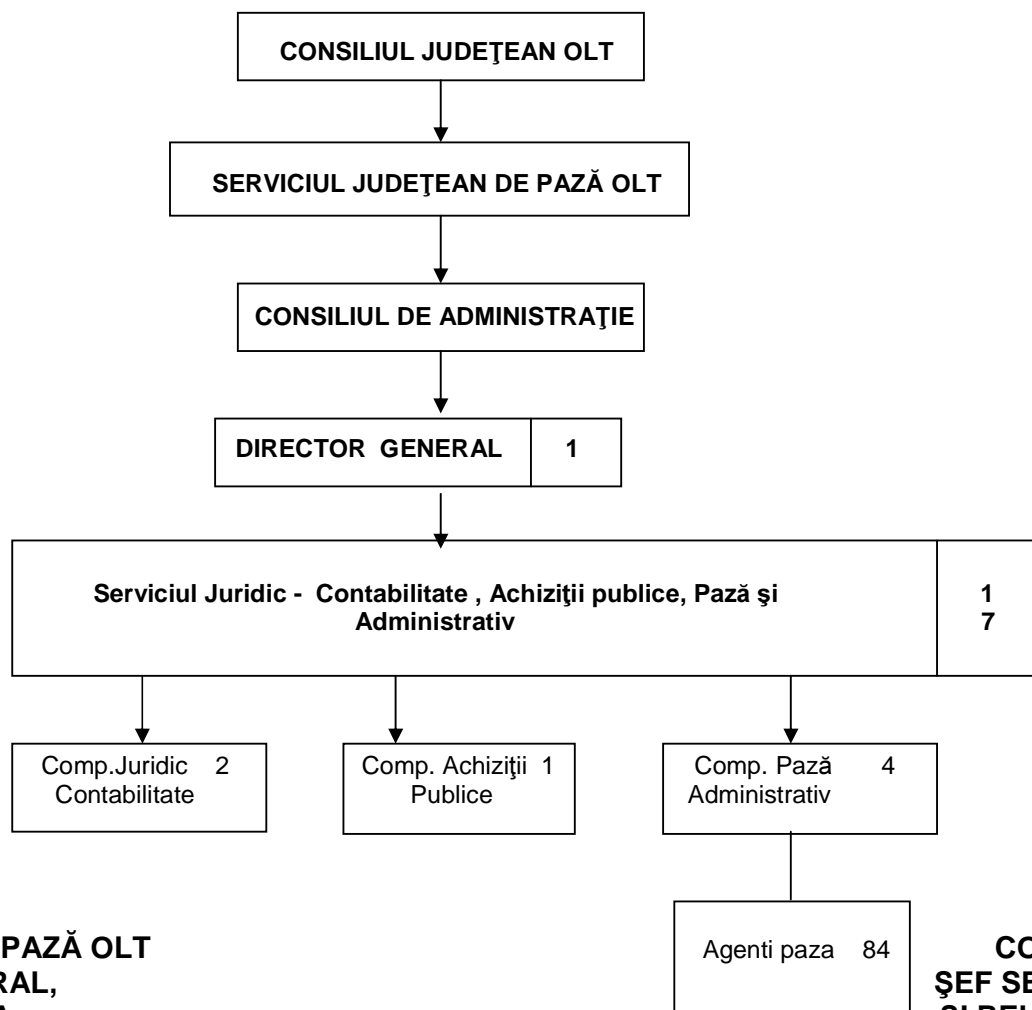 CONSILIUL JUDEŢEAN OLT
SERVICIUL JUDEŢEAN DE PAZĂ OLT
CONSILIUL DE ADMINISTRAŢIE
DIRECTOR GENERAL 1
Serviciul Juridic - Contabilitate , Achiziţii publice, Pază şi 1
Administrativ 7
Comp.Juridic 2
Contabilitate
Comp. Achiziţii 1
Publice
Comp. Pază 4
Administrativ
Agenti paza 84
PAZĂ OLT
RAL,
CO
ŞEF SE